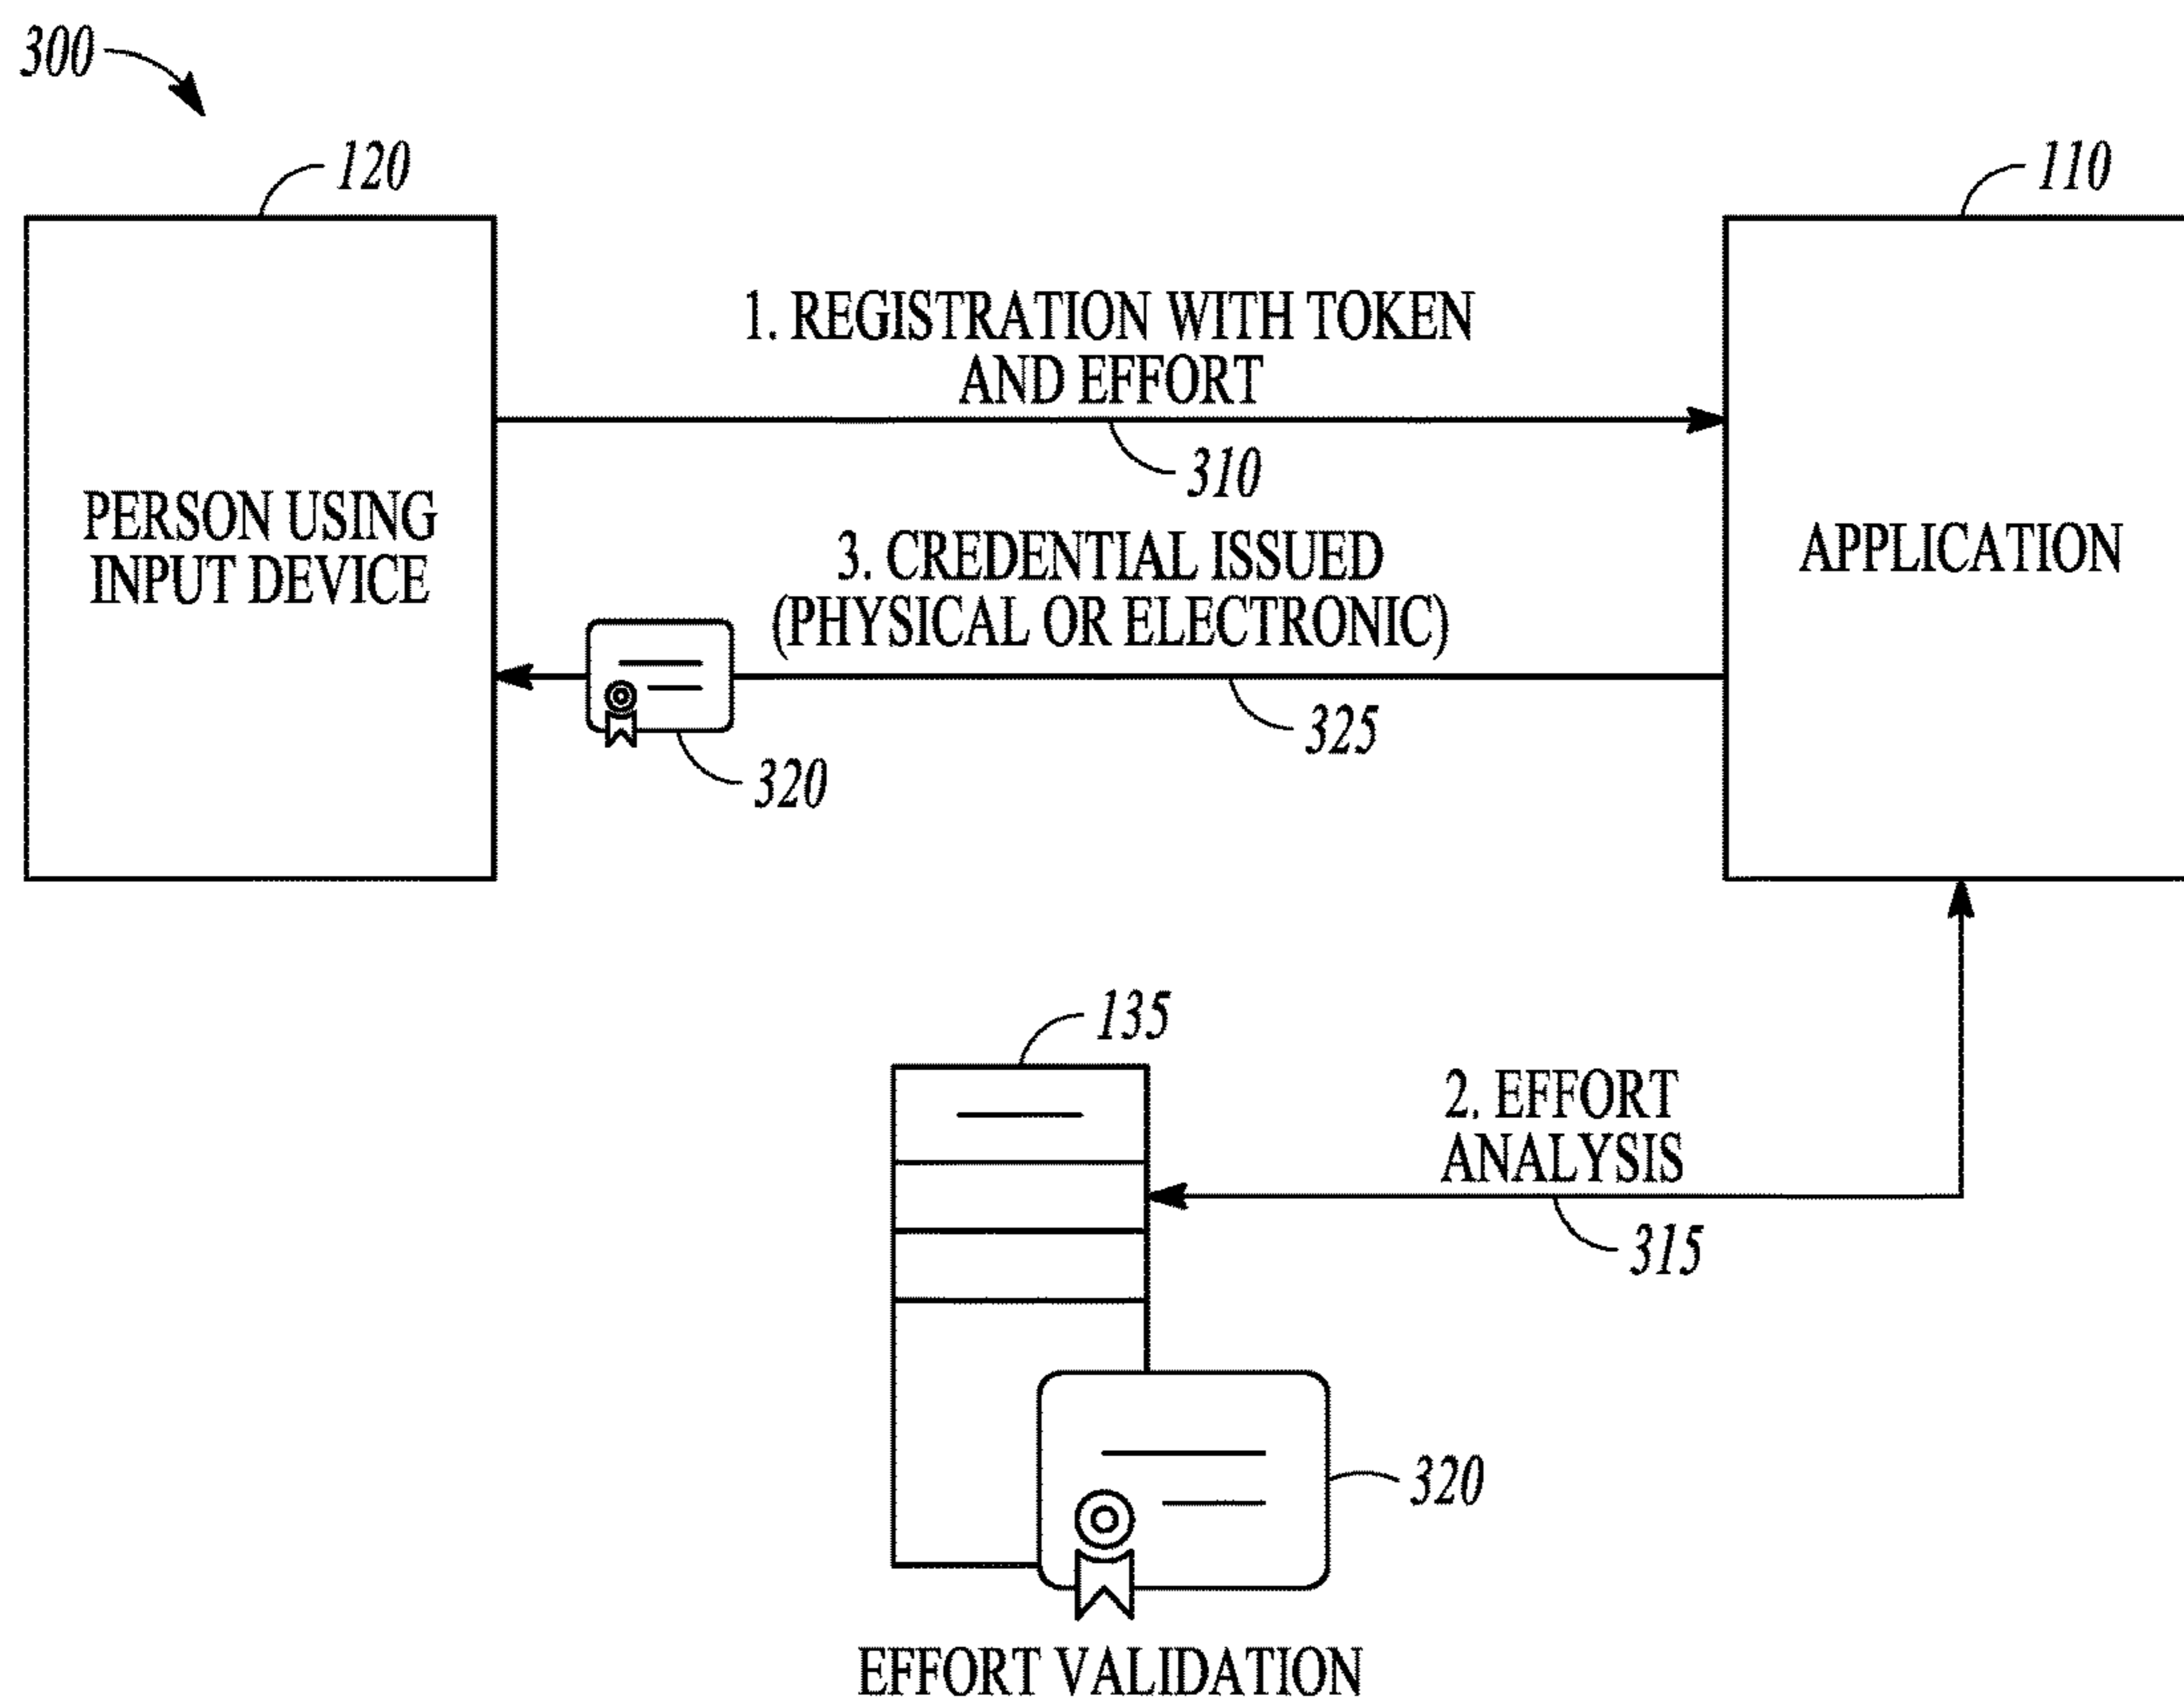 300
120
110
1. REGISTRATION WITH TOKEN
AND EFFORT
310
PERSON USING
INPUT DEVICE
3. CREDENTIAL ISSUED
(PHYSICAL OR ELECTRONIC)
APPLICATION
325
320
135
2. EFFORT
ANALYSIS
315
320
EFFORT VALIDATION